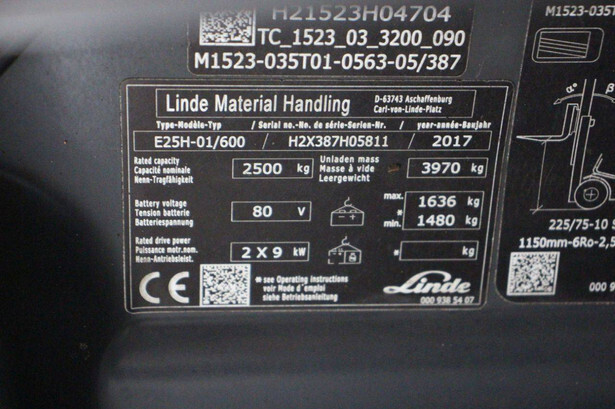 H21523H04704
TC_1523_03_3200_090
M1523-035T01-0563-05/387
Linde Material Handling
D-63743 Aschaffenburg
Carl-von-Linde-Platz
Type-Modèle-Typ / Serial no.-No. de série-Serien-Nr. / year-année-Baujahr
E25H-01/600 / H2X387H05811 / 2017
Rated capacity
Capacité nominale
Nenn-Tragfähigkeit
2500 kg
Unladen mass
Masse à vide
Leergewicht
3970 kg
Battery voltage
Tension batterie
Batteriespannung
80 V
max. 1636 kg
*
min. 1480 kg
Rated drive power
Puissance motr.nom.
Nenn-Antriebsleist.
2 X 9 kW
* kg
CE
* see Operating instructions
voir Mode d'emploi
siehe Betriebsanleitung
Linde
000 938 54 07
M1523-035T
α° β
225/75-10 S
1150mm-6Ro-2,5
000 9